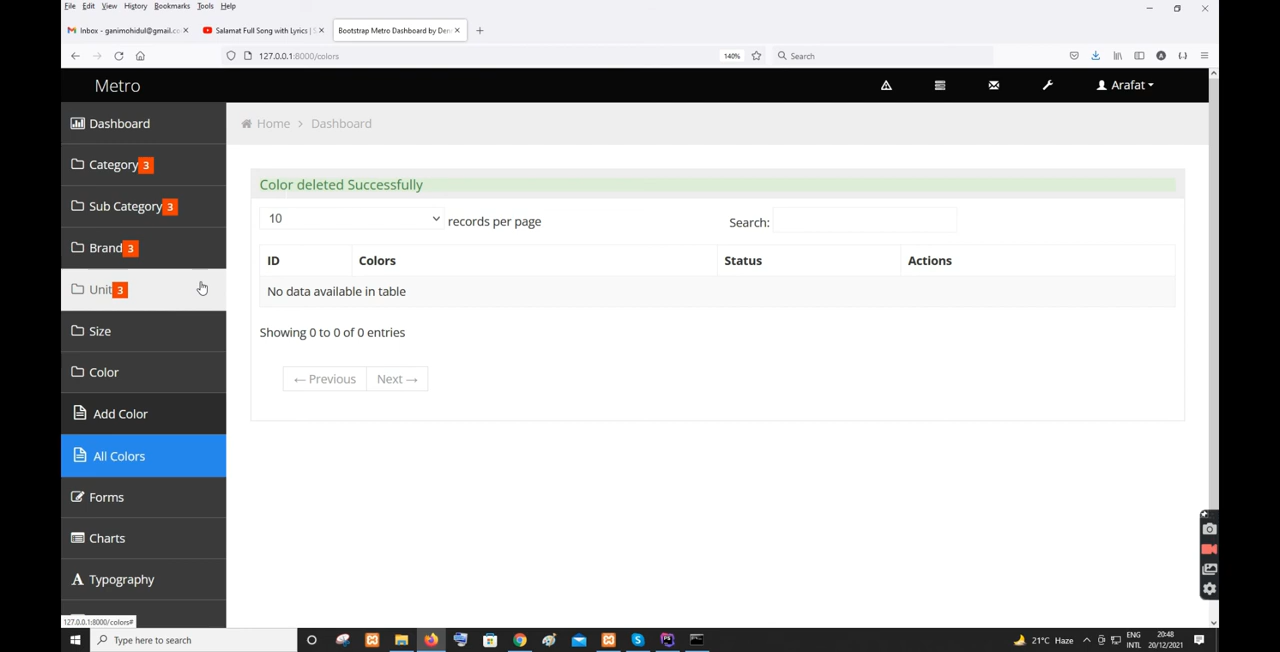 File Edit View History Bookmarks Tools Help
Inbox - ganimohidul@gmail.co
Salamat Full Song with Lyrics | S
Bootstrap Metro Dashboard by Den
127.0.0.1:8000/colors
140%
Search
Metro
Arafat
Dashboard
Home > Dashboard
Category 3
Sub Category 3
Brand 3
Unit 3
Size
Color
Add Color
All Colors
Forms
Charts
Typography
Color deleted Successfully
10 records per page
Search:
ID Colors Status Actions
No data available in table
Showing 0 to 0 of 0 entries
← Previous Next →
127.0.0.1:8000/colors#
Type here to search
21°C Haze
ENG
INTL
20:48
20/12/2021